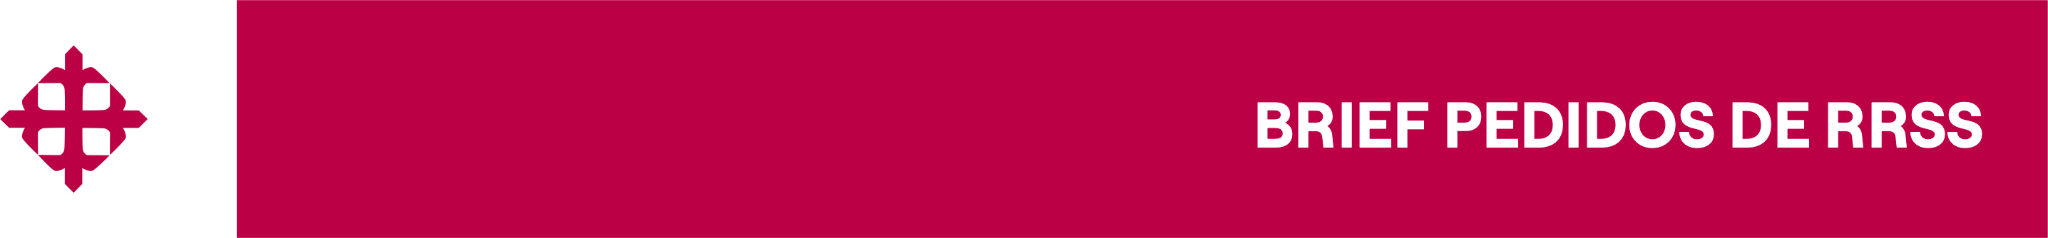 BRIEF PEDIDOS DE RRSS